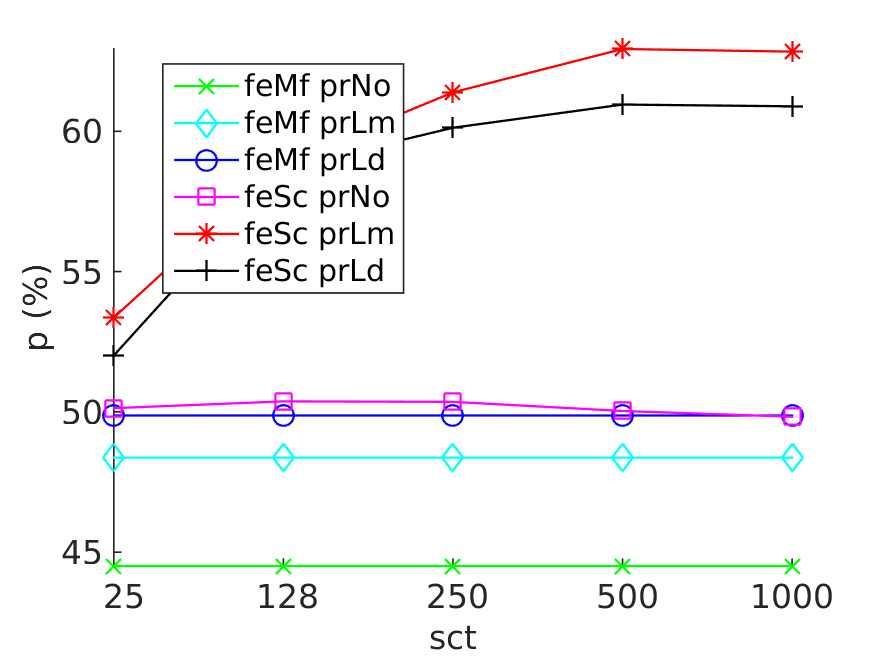 feMf prNo
feMf prLm
feMf prLd
feSc prNo
feSc prLm
feSc prLd
60
55
50
45
p (%)
25 128 250 500 1000
sct